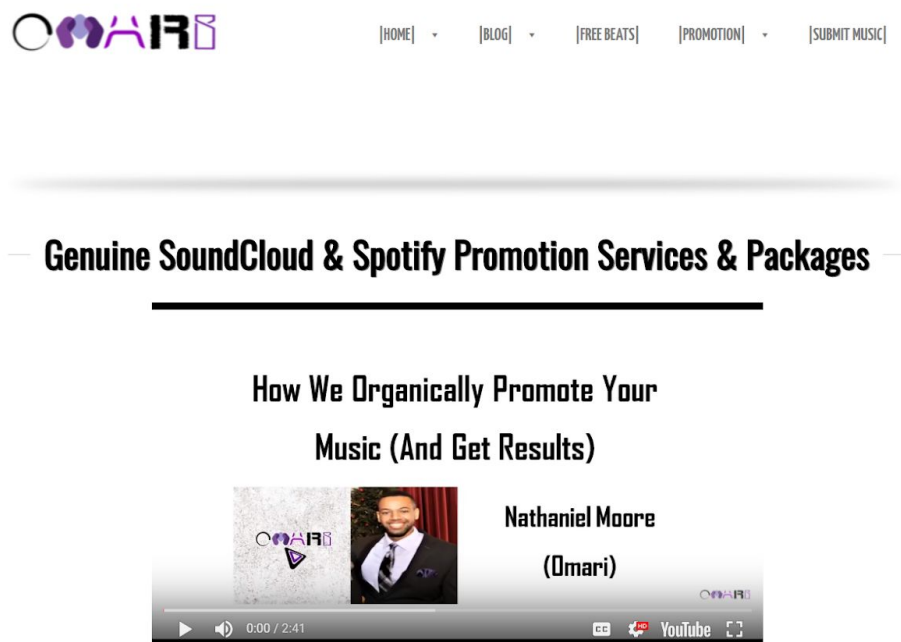 OMARI
|HOME| |BLOG| |FREE BEATS| |PROMOTION| |SUBMIT MUSIC|
Genuine SoundCloud & Spotify Promotion Services & Packages
How We Organically Promote Your
Music (And Get Results)
OMARI
Nathaniel Moore
(Omari)
OMARI
0:00 / 2:41
CC HD YouTube